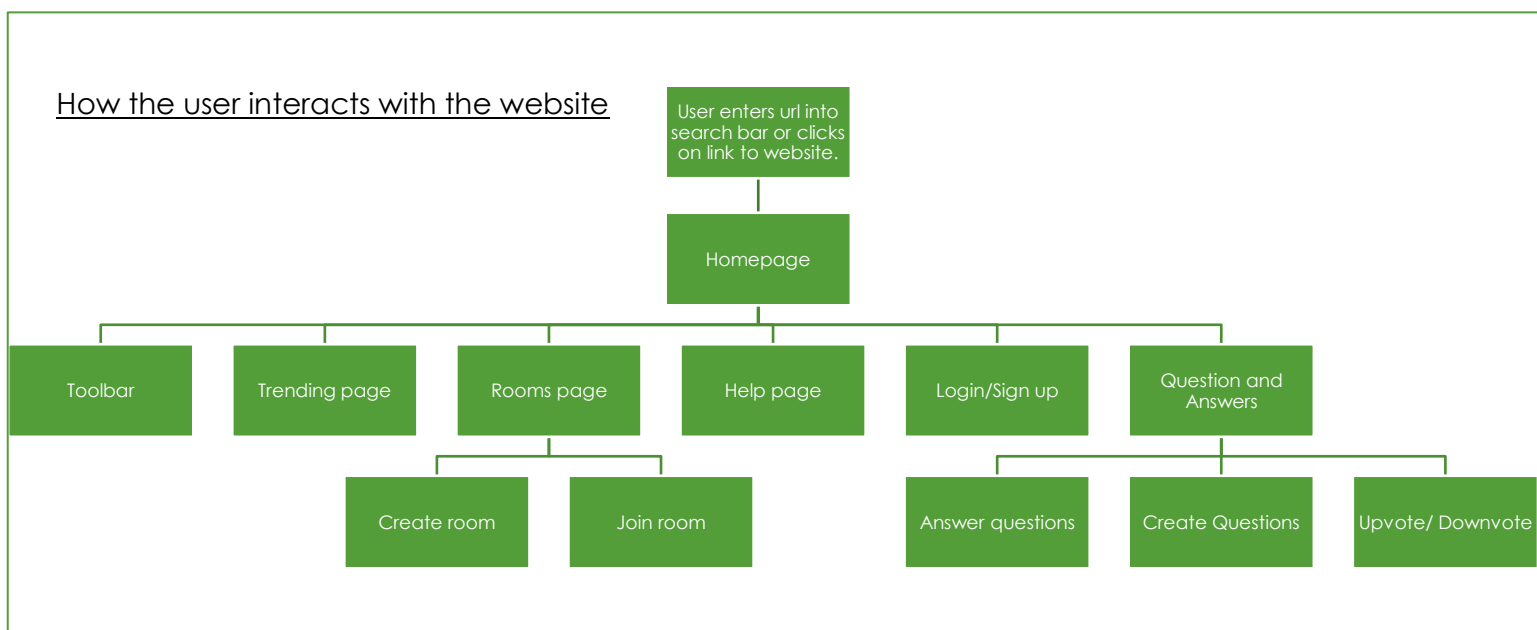 How the user interacts with the website
User enters url into
search bar or clicks
on link to website.
Homepage
Toolbar
Trending page
Rooms page
Help page
Login/Sign up
Question and
Answers
Create room
Join room
Answer questions
Create Questions
Upvote/ Downvote